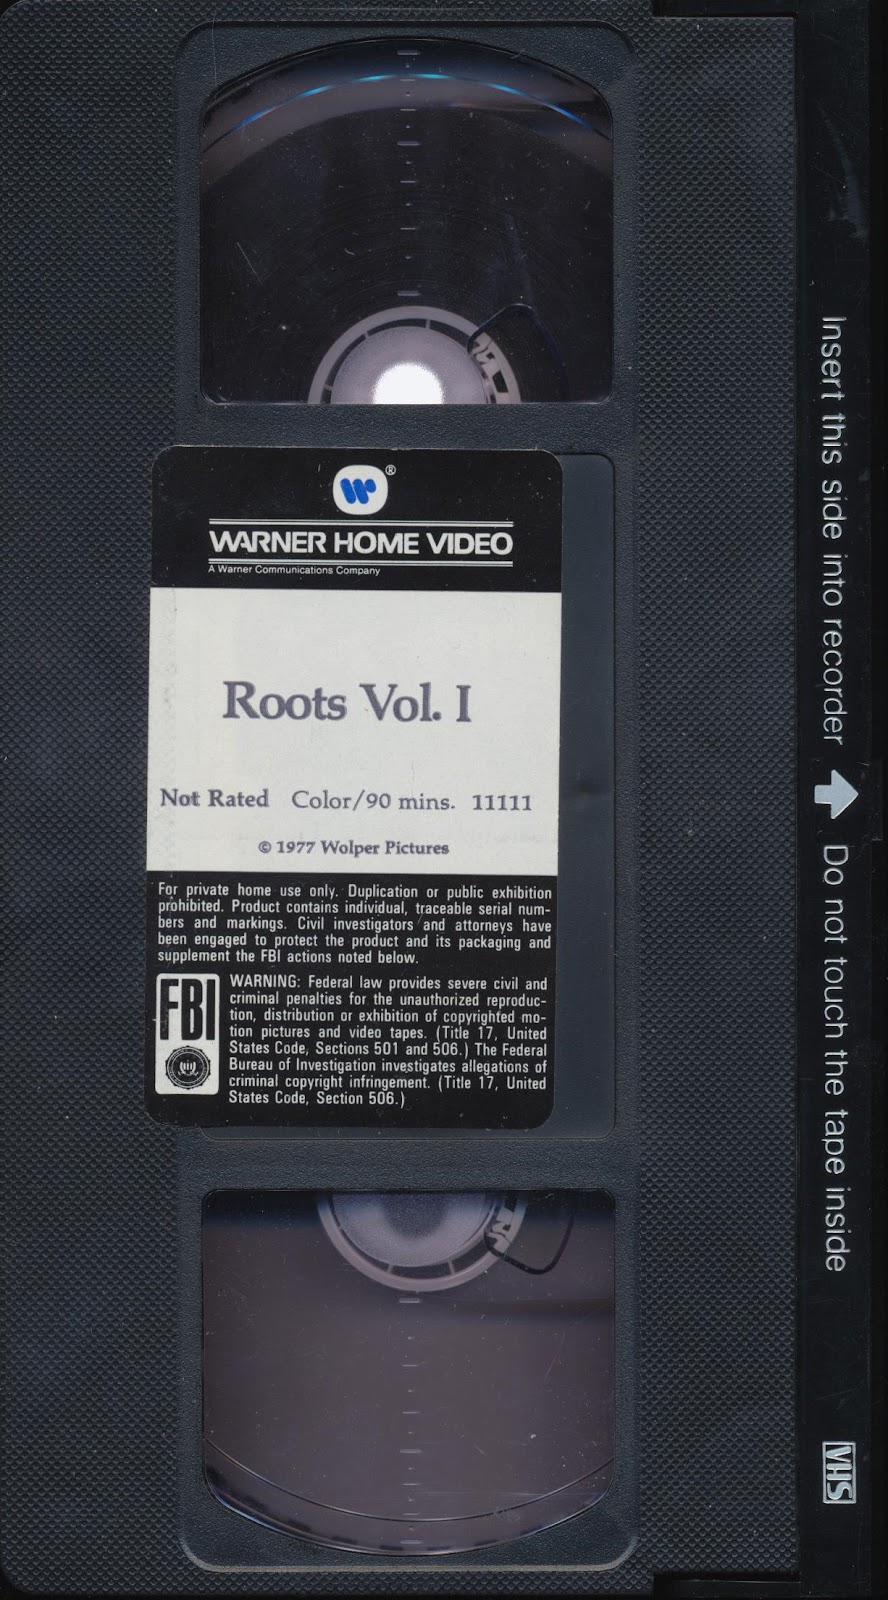 W®
WARNER HOME VIDEO
A Warner Communications Company
Roots Vol. I
Not Rated Color/90 mins. 11111
© 1977 Wolper Pictures
For private home use only. Duplication or public exhibition
prohibited. Product contains individual, traceable serial num-
bers and markings. Civil investigators and attorneys have
been engaged to protect the product and its packaging and
supplement the FBI actions noted below.
FBI
WARNING: Federal law provides severe civil and
criminal penalties for the unauthorized reproduc-
tion, distribution or exhibition of copyrighted mo-
tion pictures and video tapes. (Title 17, United
States Code, Sections 501 and 506.) The Federal
Bureau of Investigation investigates allegations of
criminal copyright infringement. (Title 17, United
States Code, Section 506.)
Insert this side into recorder Do not touch the tape inside
VHS